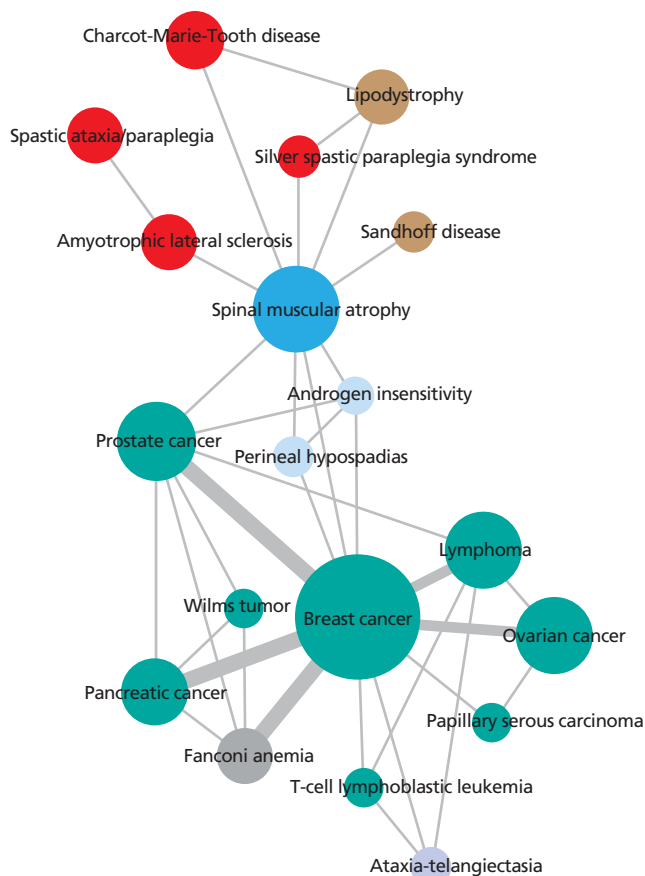 Charcot-Marie-Tooth disease
Lipodystrophy
Spastic ataxia/paraplegia
Silver spastic paraplegia syndrome
Amyotrophic lateral sclerosis
Sandhoff disease
Spinal muscular atrophy
Androgen insensitivity
Prostate cancer
Perineal hypospadias
Lymphoma
Wilms tumor
Breast cancer
Ovarian cancer
Pancreatic cancer
Papillary serous carcinoma
Fanconi anemia
T-cell lymphoblastic leukemia
Ataxia-telangiectasia